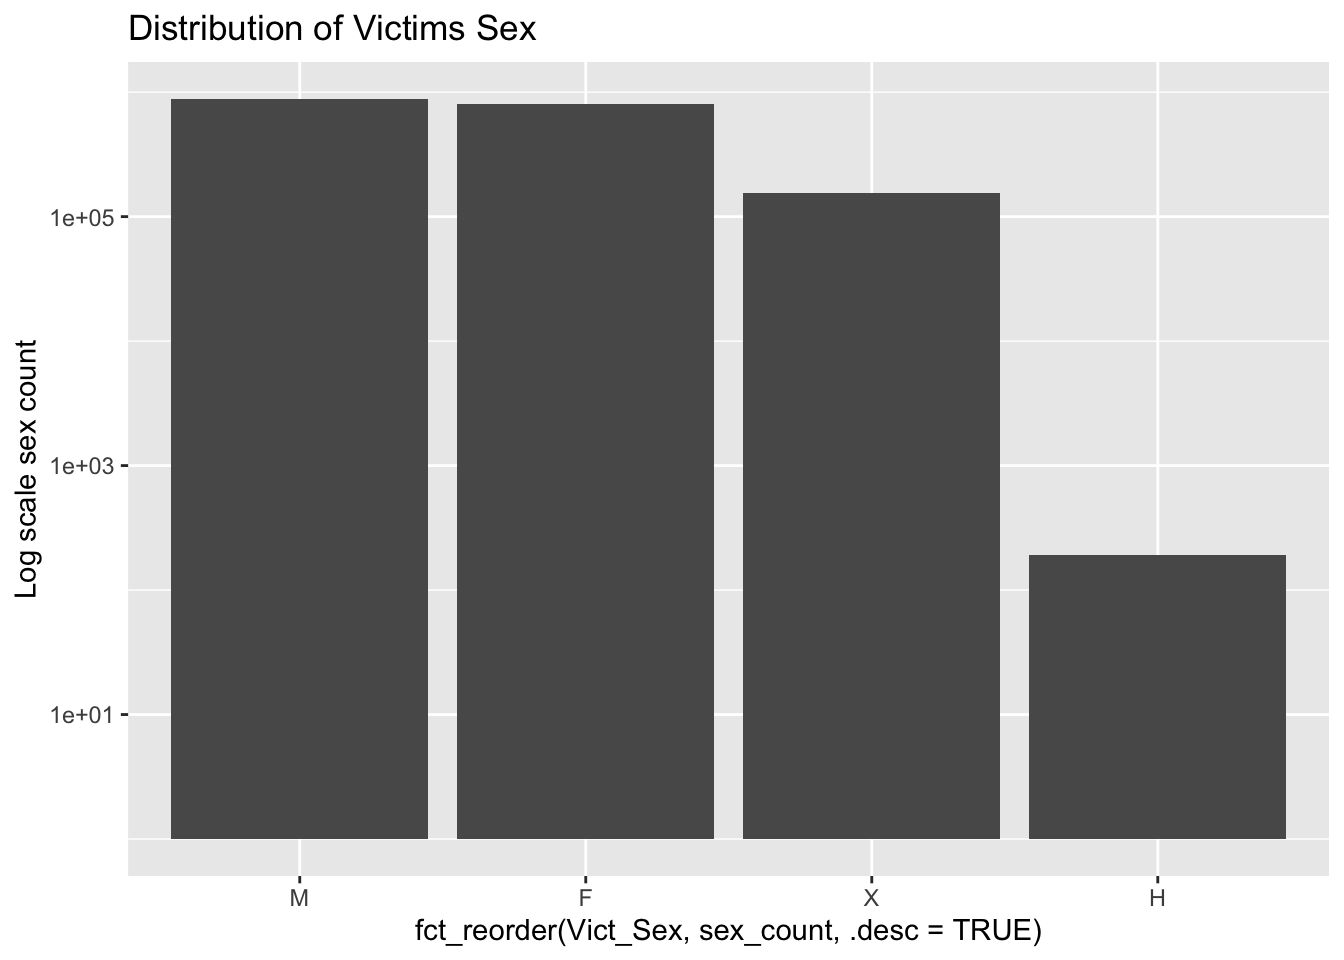 Distribution of Victims Sex
1e+05
1e+03
1e+01
Log scale sex count
M F X H
fct_reorder(Vict_Sex, sex_count, .desc = TRUE)